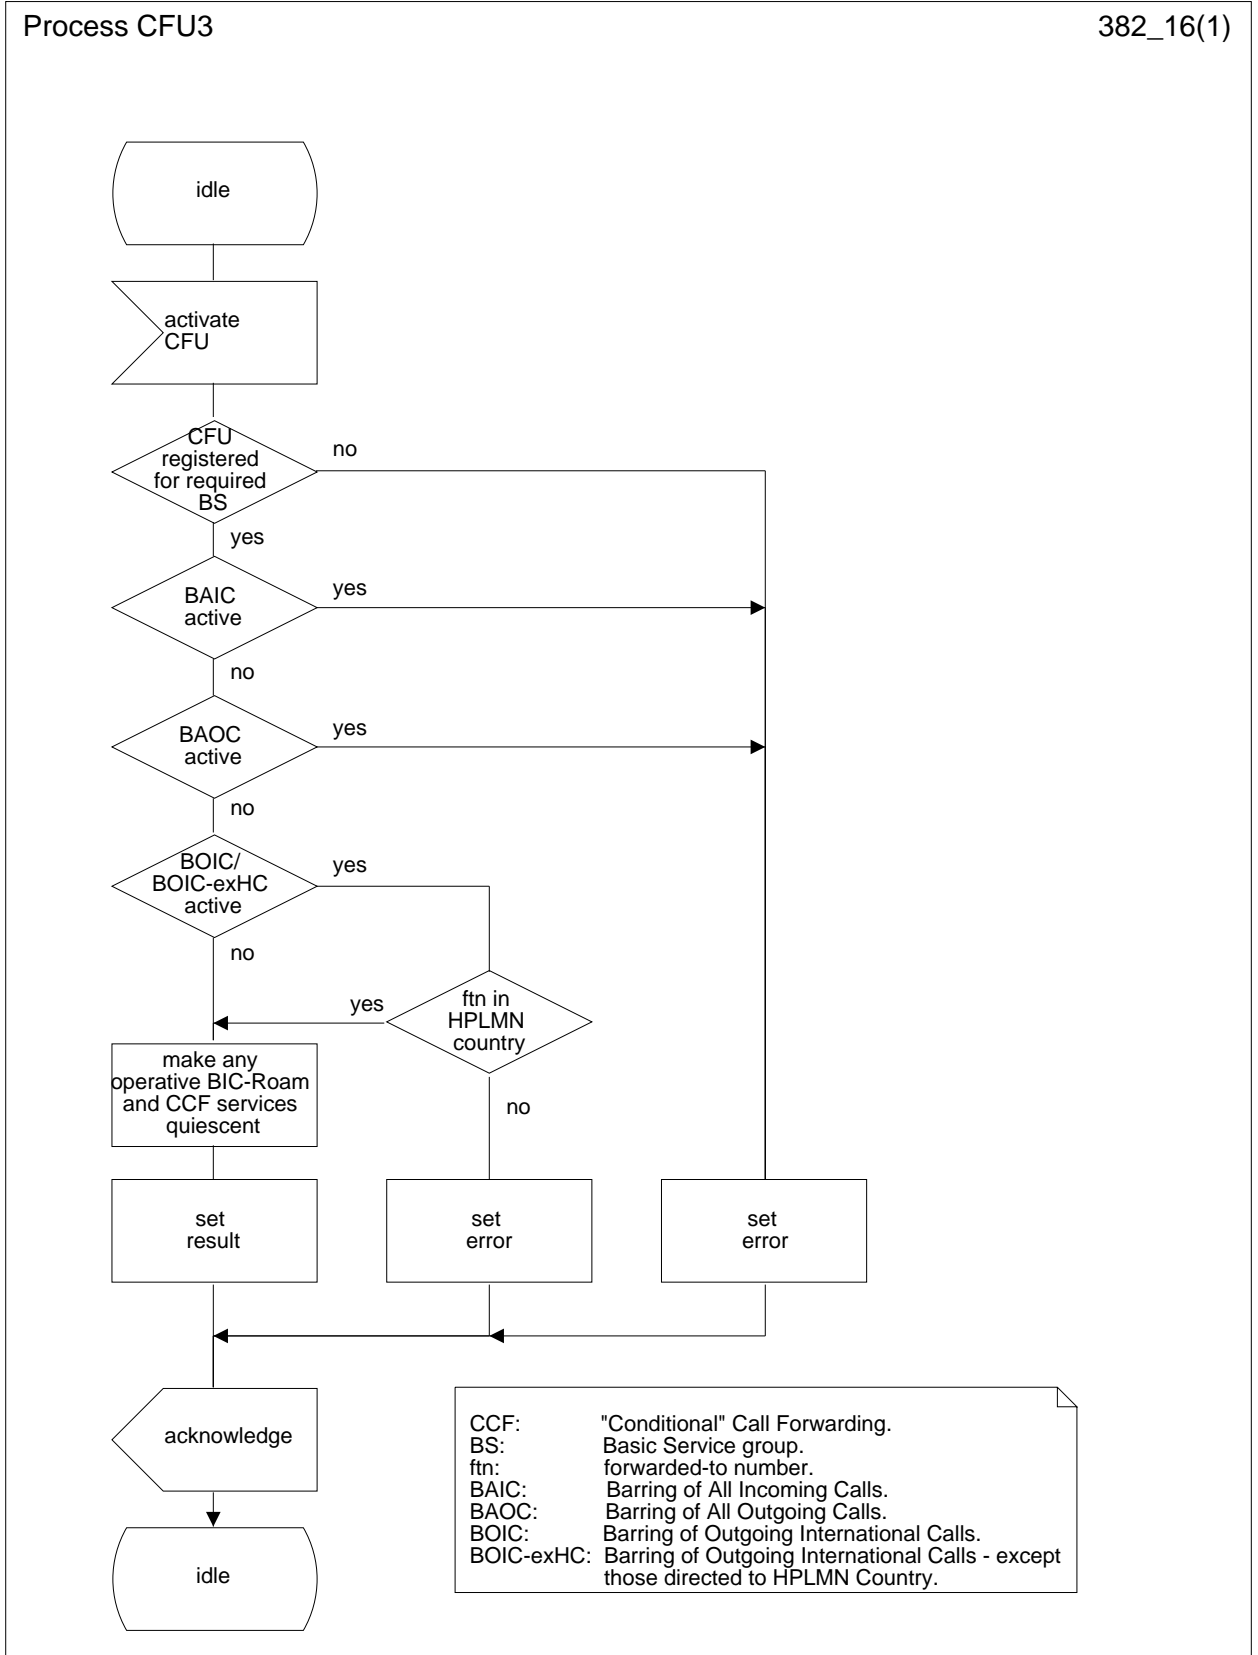 Process CFU3
382_16(1)
idle
activate
CFU
CFU
registered
for required
BS
no
yes
BAIC
active
yes
no
BAOC
active
yes
no
BOIC/
BOIC-exHC
active
yes
no
ftn in
HPLMN
country
yes
no
make any
operative BIC-Roam
and CCF services
quiescent
set
result
set
error
set
error
acknowledge
idle
CCF: "Conditional" Call Forwarding.
BS: Basic Service group.
ftn: forwarded-to number.
BAIC: Barring of All Incoming Calls.
BAOC: Barring of All Outgoing Calls.
BOIC: Barring of Outgoing International Calls.
BOIC-exHC: Barring of Outgoing International Calls - except
those directed to HPLMN Country.